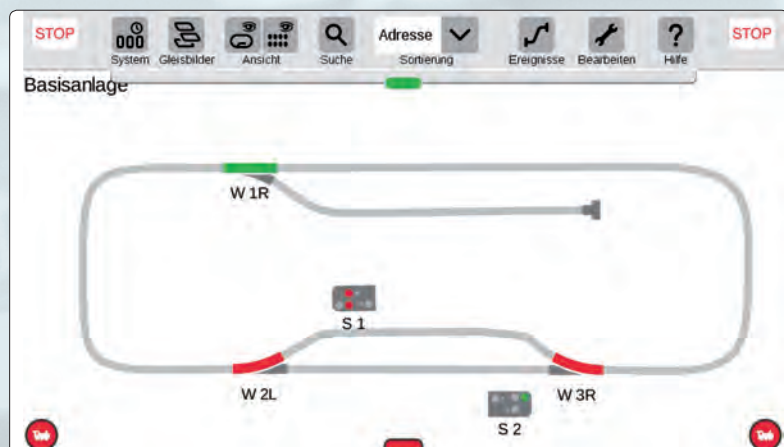 STOP
Adresse
STOP
System Gleisbilder Ansicht Suche Sortierung Ereignisse Bearbeiten Hilfe
Basisanlage
W 1R
S 1
W 2L
W 3R
S 2